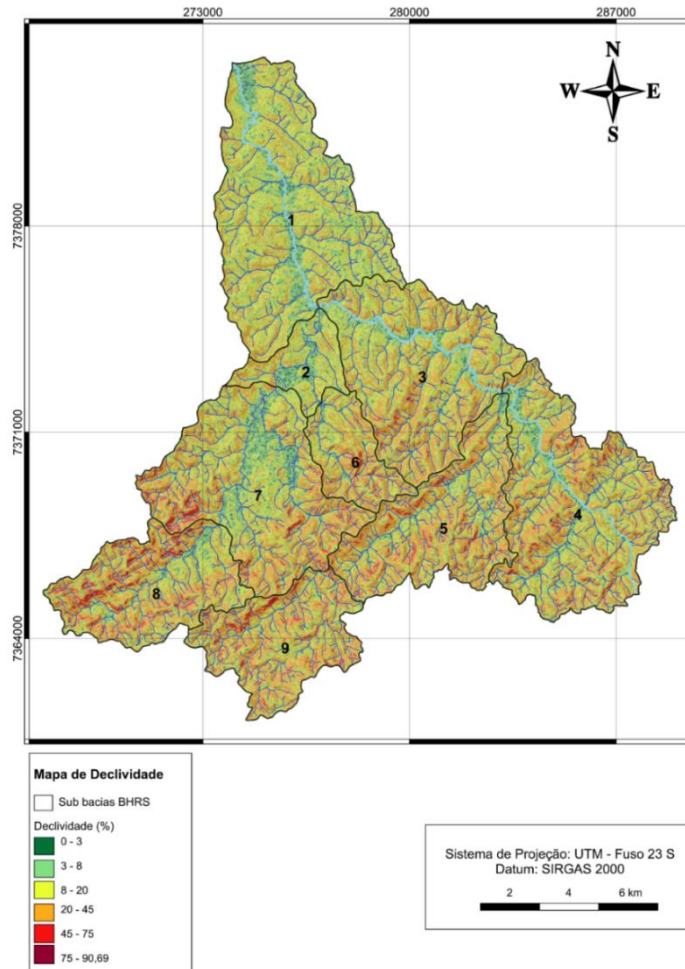 273000 280000 287000
N
W E
S
7378000
1
2
3
7371000
6
7
4
5
8
7364000
9
Mapa de Declividade
Sub bacias BHRS
Declividade (%)
0 - 3
3 - 8
8 - 20
20 - 45
45 - 75
75 - 90,69
Sistema de Projeção: UTM - Fuso 23 S
Datum: SIRGAS 2000
2 4 6 km